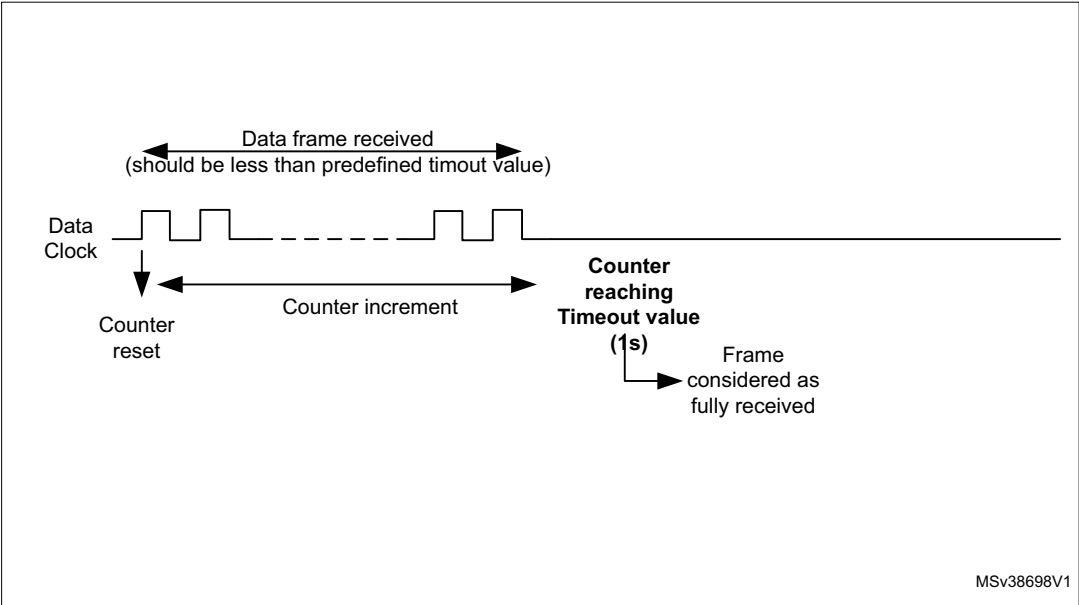 Data frame received
(should be less than predefined timout value)
Data
Clock
Counter
reset
Counter increment
Counter
reaching
Timeout value
(1s)
Frame
considered as
fully received
MSv38698V1